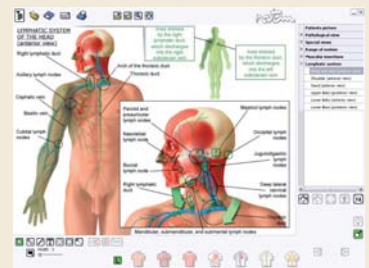 LYMPHATIC SYSTEM
OF THE HEAD
(anterior view)
Right lymphatic duct
Axillary lymph nodes
Cephalic vein
Basilic vein
Cubital lymph
nodes
Arch of the thoracic duct
Thoracic duct
Area drained
by the right
lymphatic duct,
which discharges
into the right
subclavian vein
Area drained
by the thoracic
duct, which
discharges
into the left
subclavian vein
Parotid and
preauricular
lymph nodes
Nasolabial
lymph node
Buccal
lymph node
Right lymphatic
duct
Mastoid lymph nodes
Occipital
lymph nodes
Jugulodigastric
lymph
nodes
Deep lateral
cervical
lymph nodes
Mandibular, submandibular, and submental lymph nodes
Patients picture
Pathological view
Special views
Range of motion
Muscular insertions
Lymphatic system